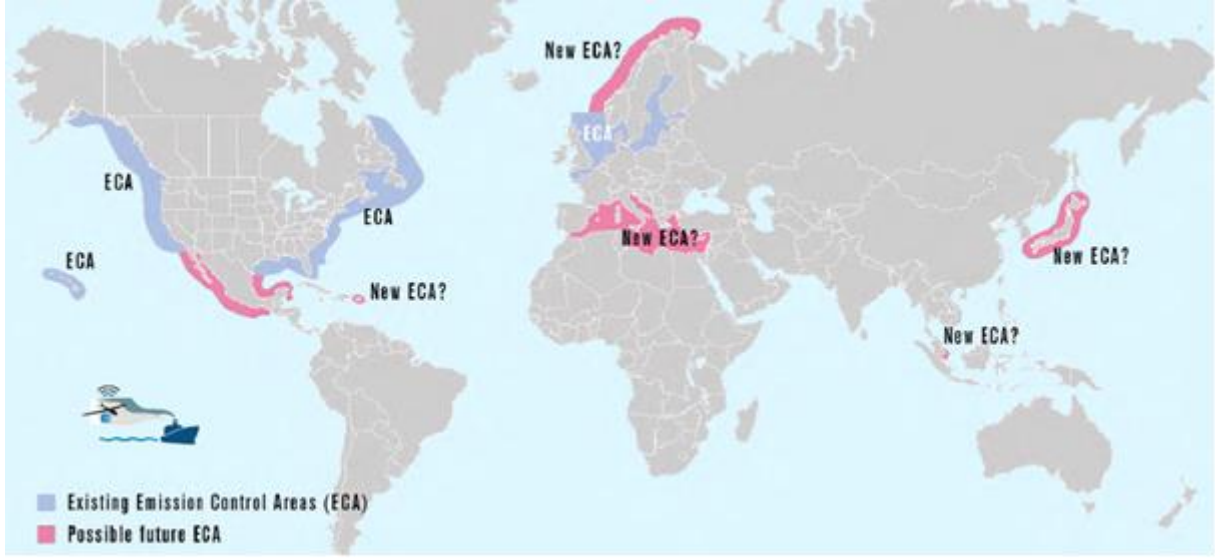 New ECA?
ECA
ECA
ECA
ECA
New ECA?
New ECA?
New ECA?
New ECA?
Existing Emission Control Areas (ECA)
Possible future ECA